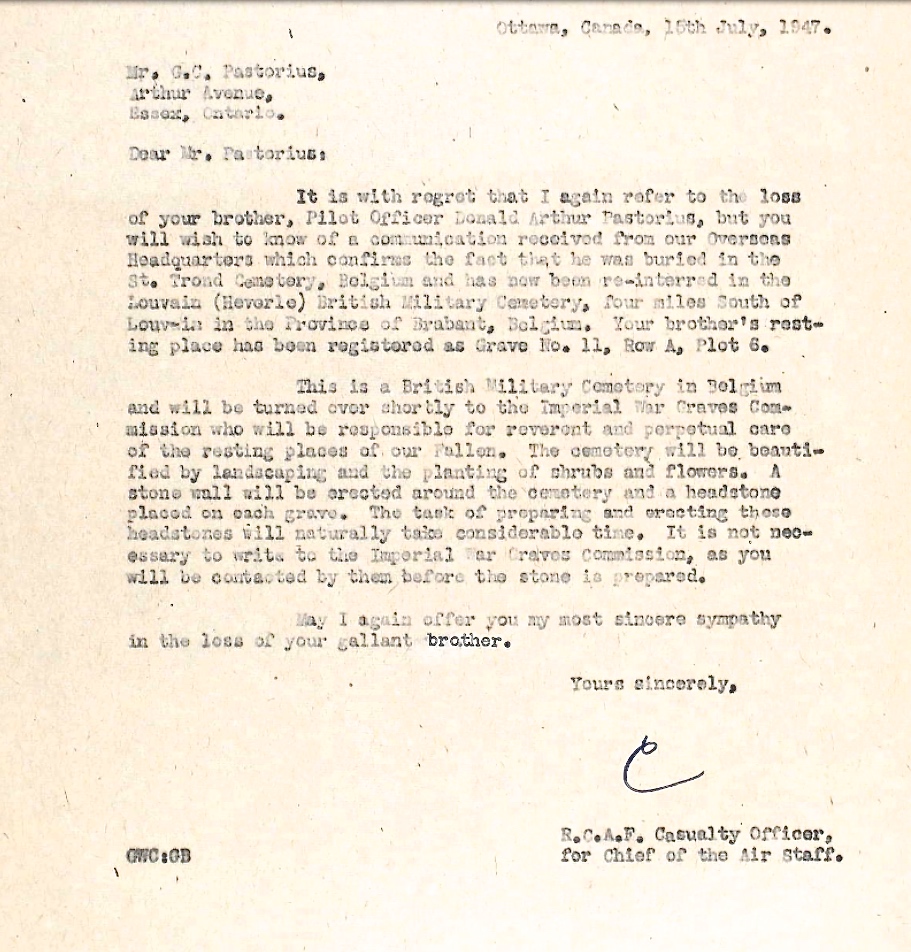 Ottawa, Canada, 15th July, 1947.
Mr. G.C. Pastorius,
Arthur Avenue,
Essex, Ontario.
Dear Mr. Pastorius:
It is with regret that I again refer to the loss
of your brother, Pilot Officer Donald Arthur Pastorius, but you
will wish to know of a communication received from our Overseas
Headquarters which confirms the fact that he was buried in the
St. Trond Cemetery, Belgium and has now been re-interred in the
Louvain (Heverle) British Military Cemetery, four miles South of
Louvain in the Province of Brabant, Belgium. Your brother's rest-
ing place has been registered as Grave No. 11, Row A, Plot 6.
This is a British Military Cemetery in Belgium
and will be turned over shortly to the Imperial War Graves Com-
mission who will be responsible for reverent and perpetual care
of the resting places of our Fallen. The cemetery will be beauti-
fied by landscaping and the planting of shrubs and flowers. A
stone wall will be erected around the cemetery and a headstone
placed on each grave. The task of preparing and erecting these
headstones will naturally take considerable time. It is not nec-
essary to write to the Imperial War Graves Commission, as you
will be contacted by them before the stone is prepared.
May I again offer you my most sincere sympathy
in the loss of your gallant brother.
Yours sincerely,
C
R.C.A.F. Casualty Officer,
for Chief of the Air Staff.
GWC:GB